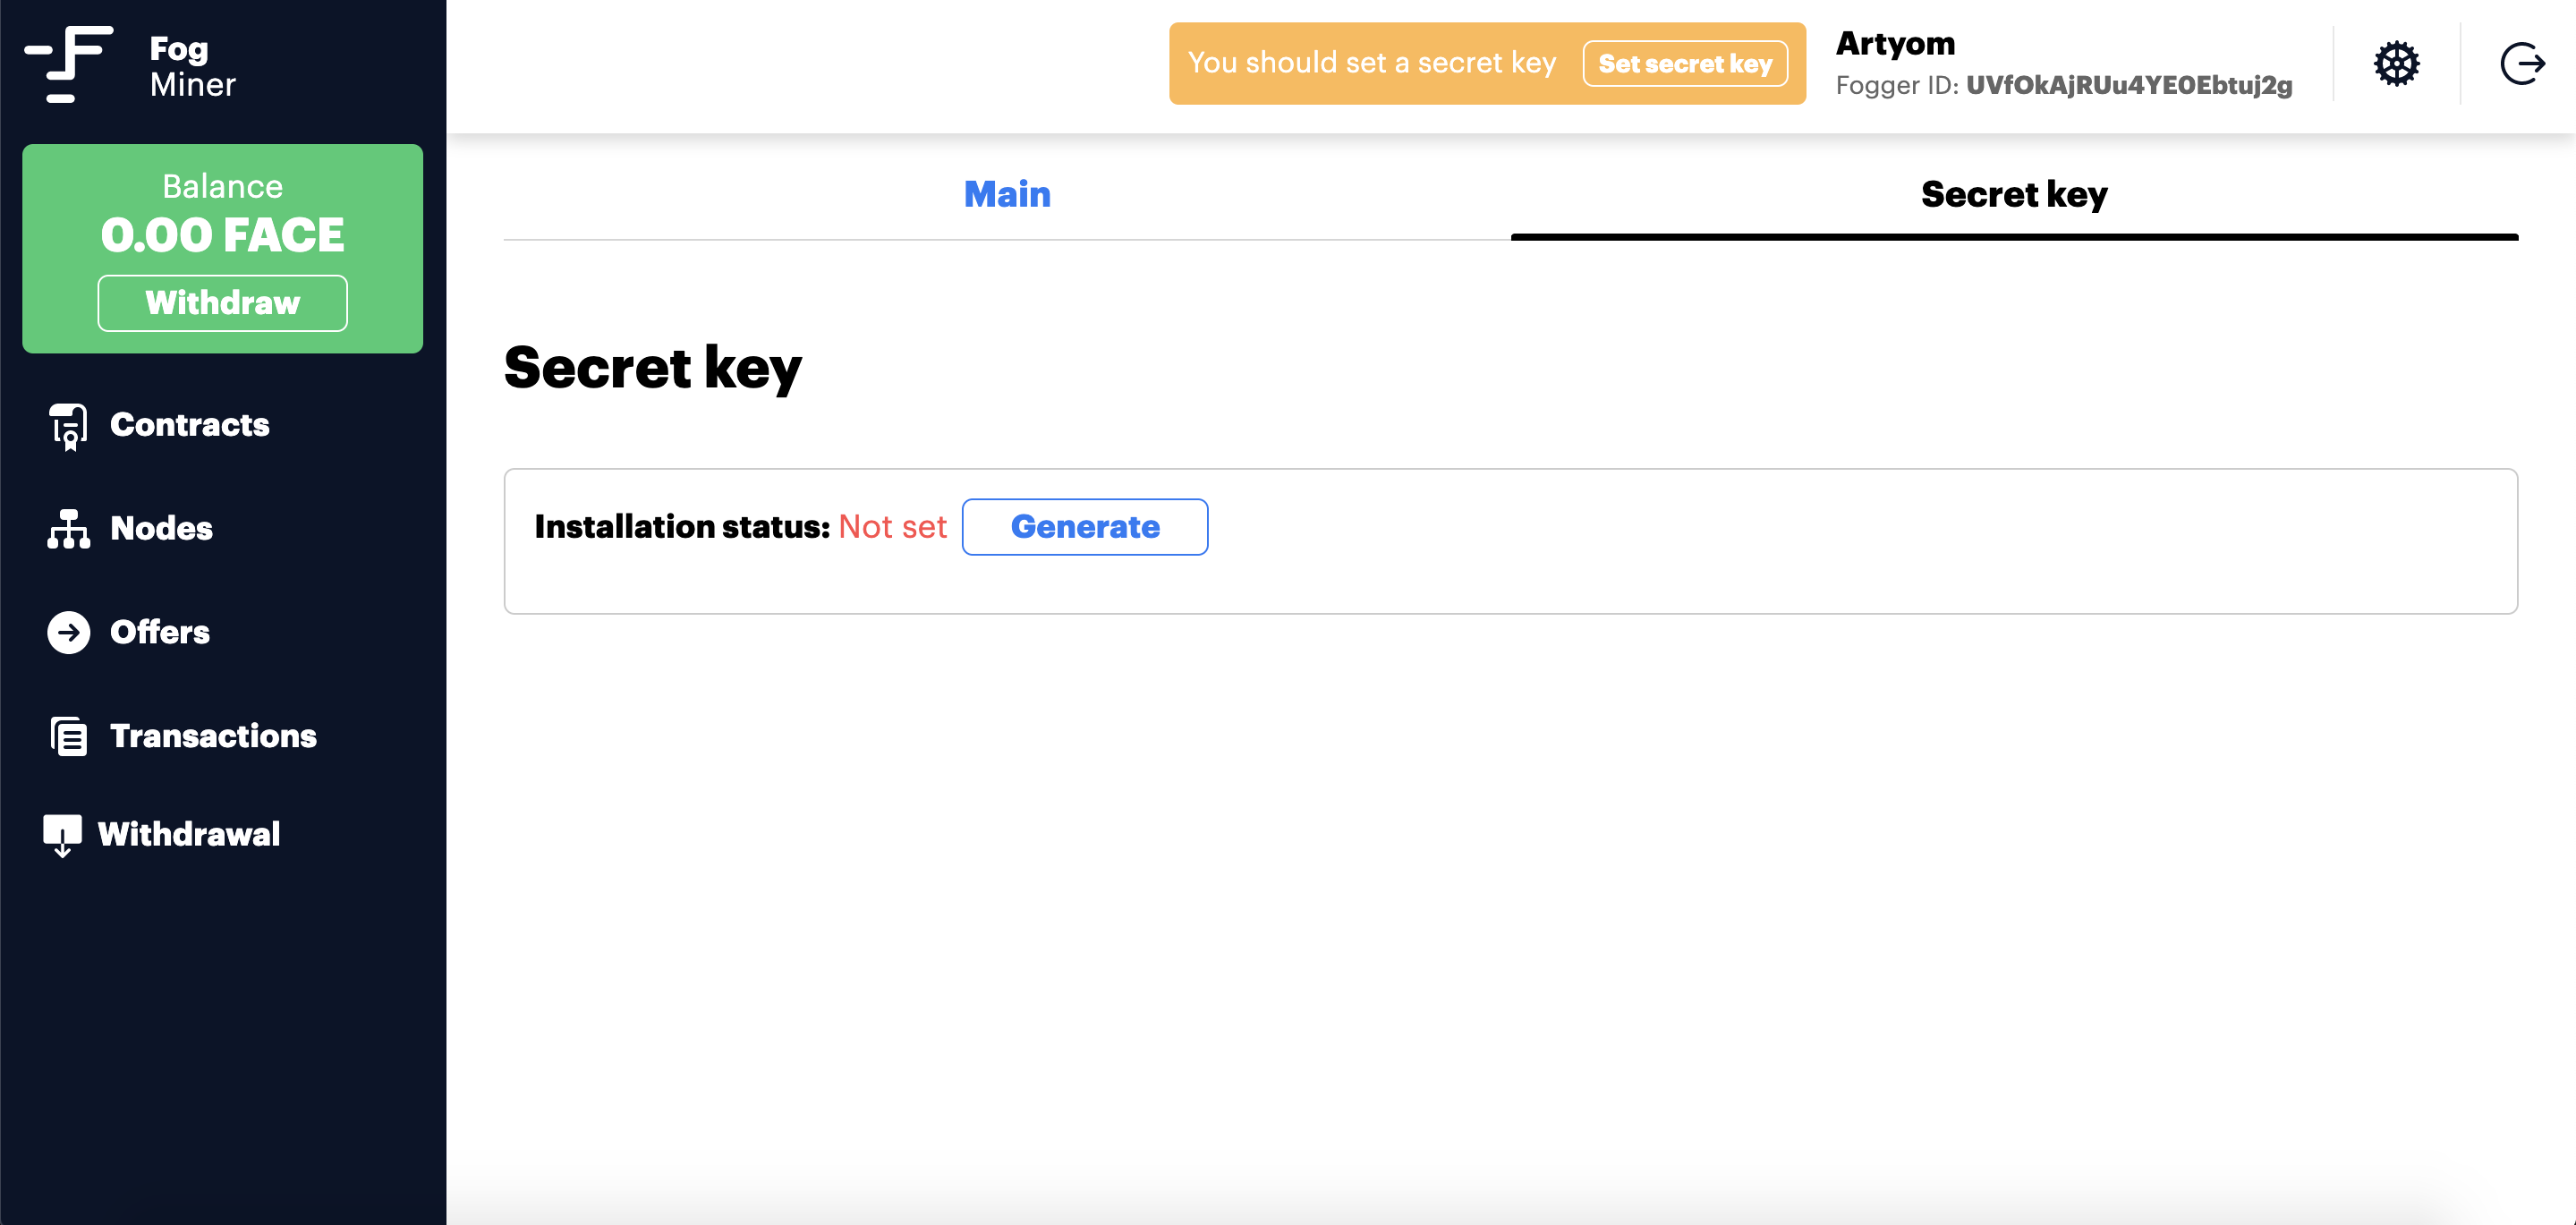 Fog
Miner
You should set a secret key
Set secret key
Artyom
Fogger ID: UVfOkAjRUu4YE0Ebtuj2g
Balance
0.00 FACE
Withdraw
Contracts
Nodes
Offers
Transactions
Withdrawal
Main
Secret key
Secret key
Installation status: Not set
Generate